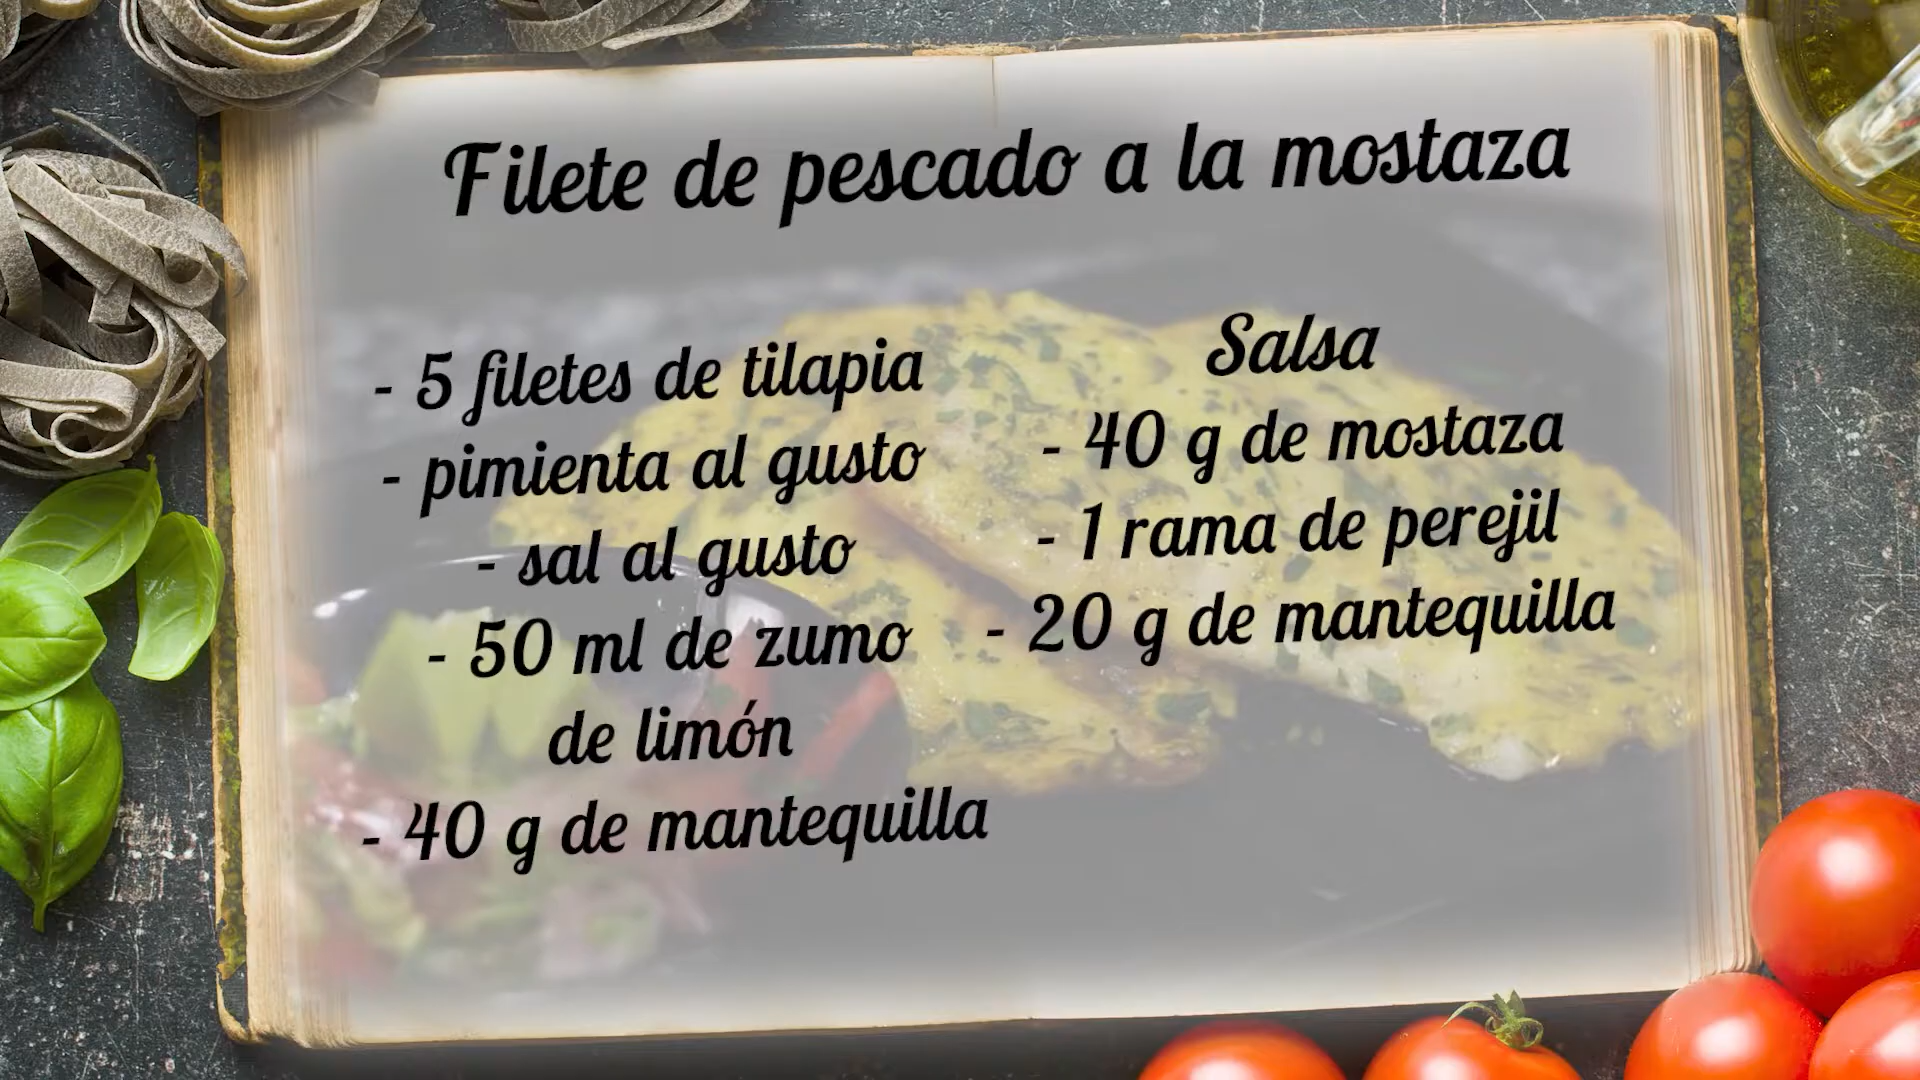 Filete de pescado a la mostaza
- 5 filetes de tilapia
- pimienta al gusto
- sal al gusto
- 50 ml de zumo
de limón
- 40 g de mantequilla
Salsa
- 40 g de mostaza
- 1 rama de perejil
- 20 g de mantequilla